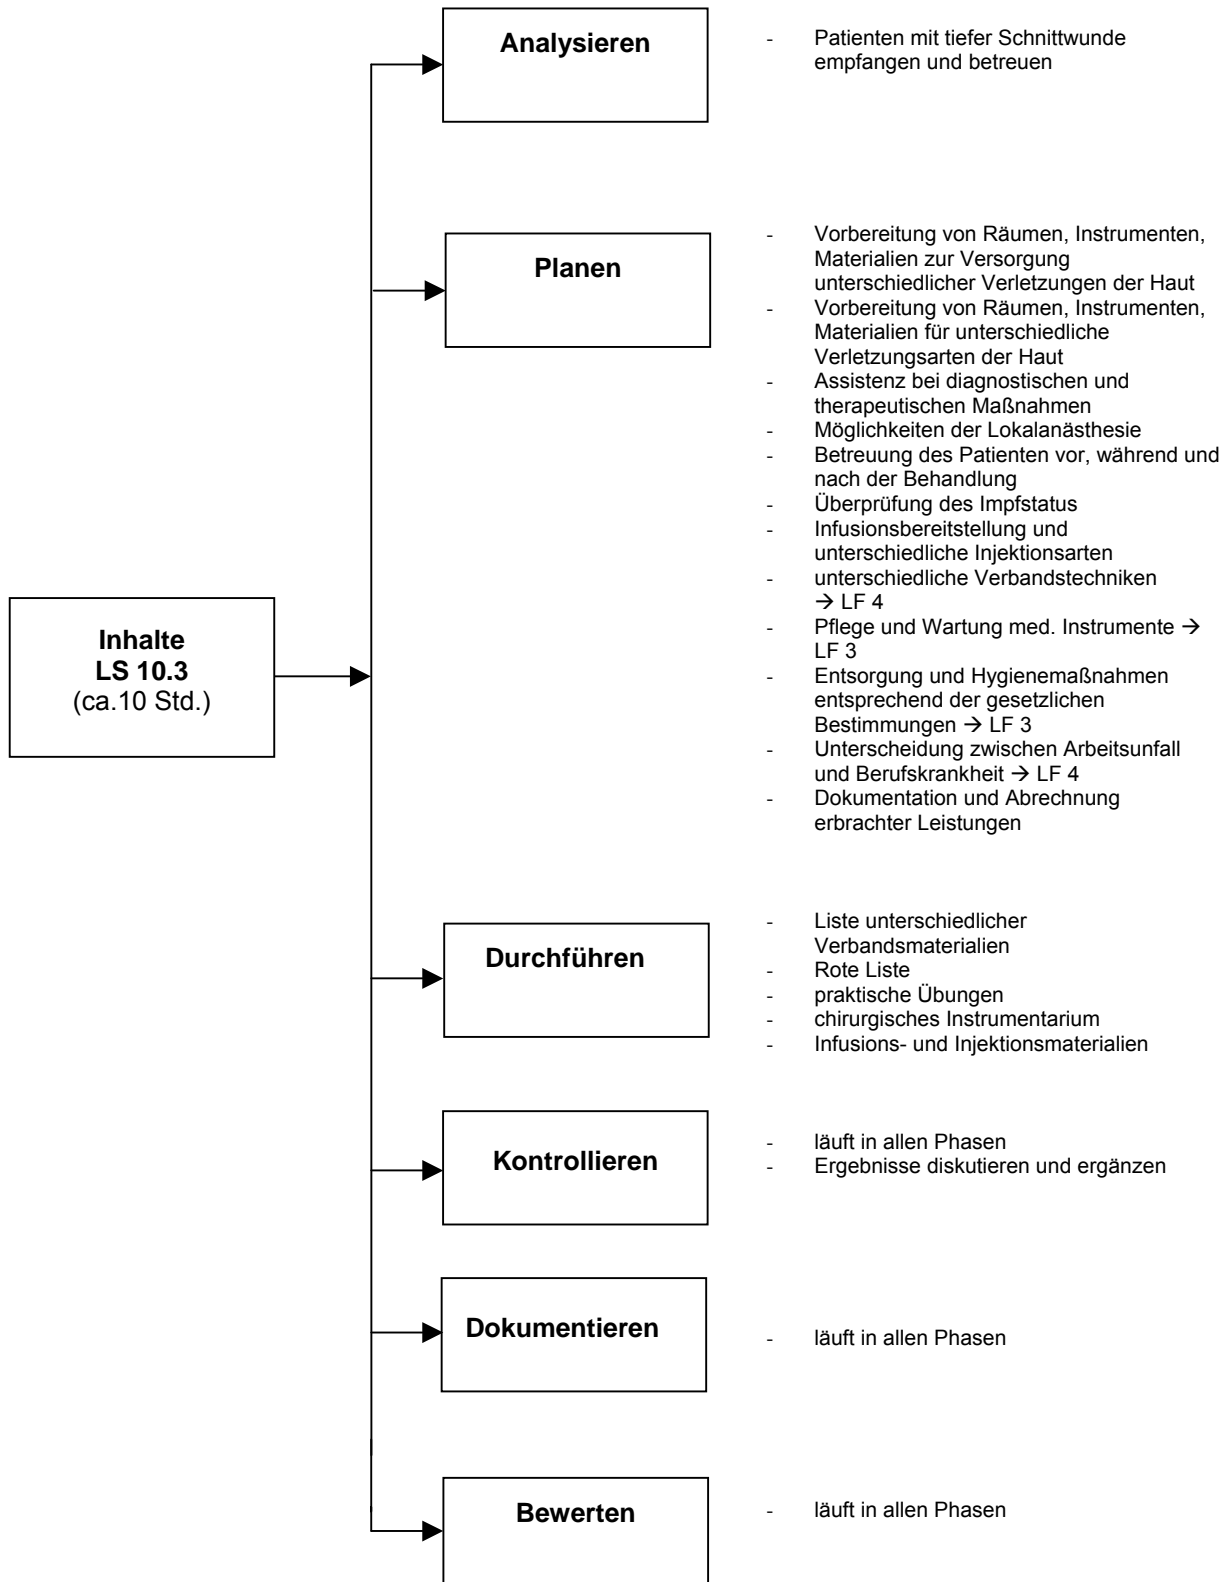 Analysieren
- Patienten mit tiefer Schnittwunde
empfangen und betreuen
Planen
- Vorbereitung von Räumen, Instrumenten,
Materialien zur Versorgung
unterschiedlicher Verletzungen der Haut
- Vorbereitung von Räumen, Instrumenten,
Materialien für unterschiedliche
Verletzungsarten der Haut
- Assistenz bei diagnostischen und
therapeutischen Maßnahmen
- Möglichkeiten der Lokalanästhesie
- Betreuung des Patienten vor, während und
nach der Behandlung
- Überprüfung des Impfstatus
- Infusionsbereitstellung und
unterschiedliche Injektionsarten
- unterschiedliche Verbandstechniken
→ LF 4
- Pflege und Wartung med. Instrumente →
LF 3
- Entsorgung und Hygienemaßnahmen
entsprechend der gesetzlichen
Bestimmungen → LF 3
- Unterscheidung zwischen Arbeitsunfall
und Berufskrankheit → LF 4
- Dokumentation und Abrechnung
erbrachter Leistungen
Inhalte
LS 10.3
(ca.10 Std.)
Durchführen
- Liste unterschiedlicher
Verbandsmaterialien
- Rote Liste
- praktische Übungen
- chirurgisches Instrumentarium
- Infusions- und Injektionsmaterialien
Kontrollieren
- läuft in allen Phasen
- Ergebnisse diskutieren und ergänzen
Dokumentieren
- läuft in allen Phasen
Bewerten
- läuft in allen Phasen